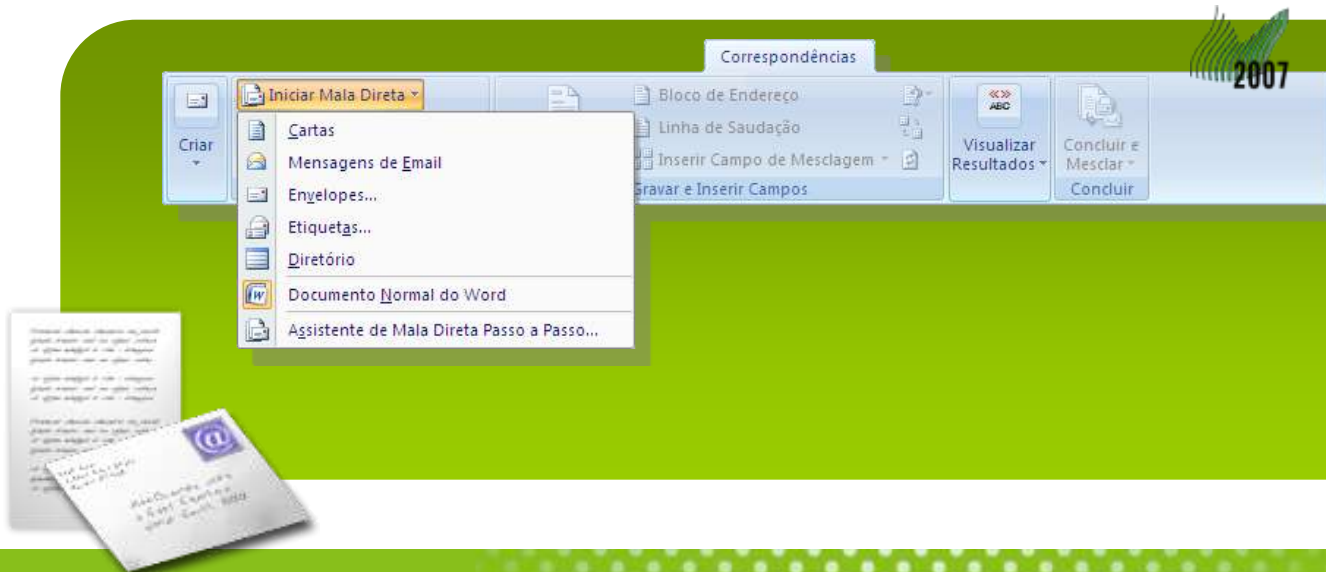 2007
Correspondências
Criar
Iniciar Mala Direta
Cartas
Mensagens de Email
Envelopes...
Etiquetas...
Diretório
Documento Normal do Word
Assistente de Mala Direta Passo a Passo...
Bloco de Endereço
Linha de Saudação
Inserir Campo de Mesclagem
Gravar e Inserir Campos
«» ABC
Visualizar
Resultados
Concluir e
Mesclar
Concluir